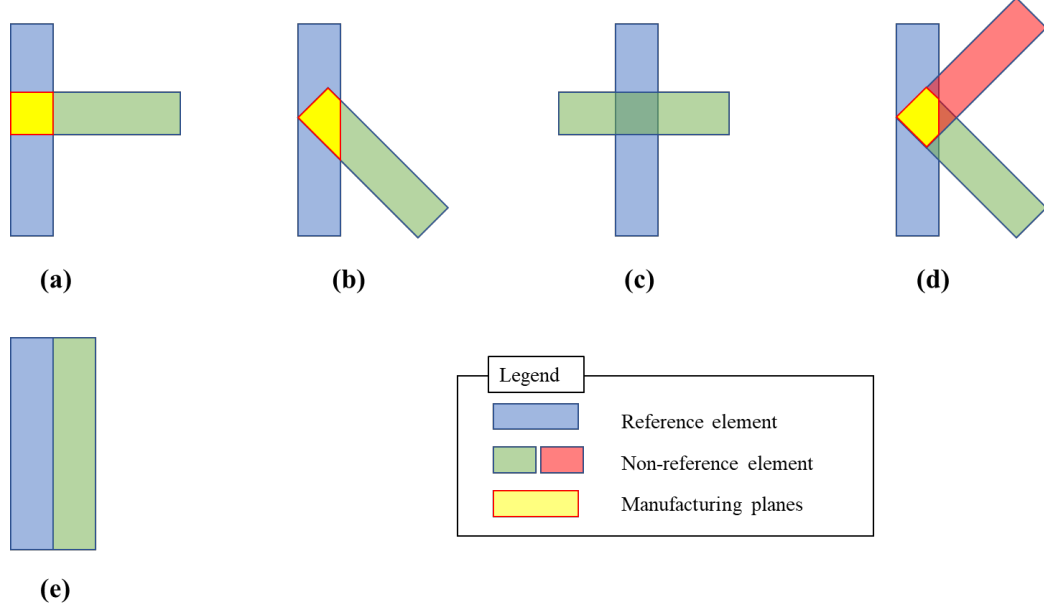 (a)
(b)
(c)
(d)
(e)
Legend
Reference element
Non-reference element
Manufacturing planes